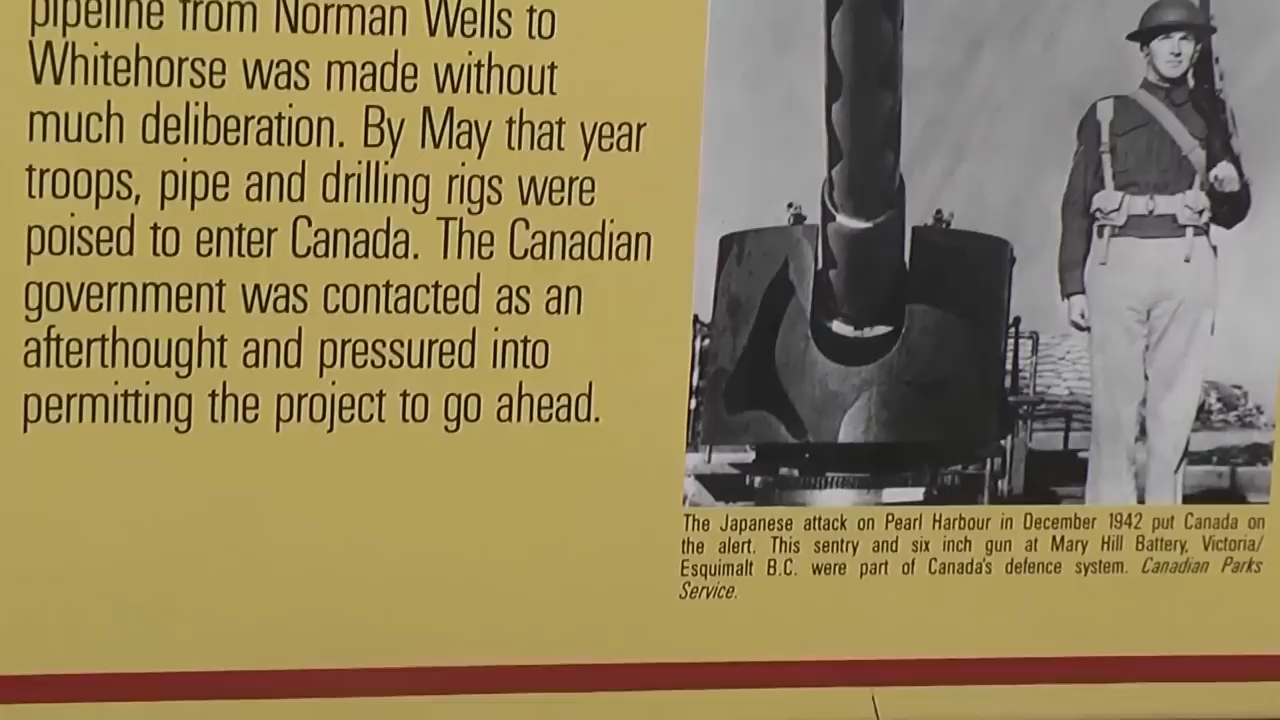 pipeline from Norman Wells to
Whitehorse was made without
much deliberation. By May that year
troops, pipe and drilling rigs were
poised to enter Canada. The Canadian
government was contacted as an
afterthought and pressured into
permitting the project to go ahead.
The Japanese attack on Pearl Harbour in December 1942 put Canada on
the alert. This sentry and six inch gun at Mary Hill Battery, Victoria/
Esquimalt B.C. were part of Canada's defence system. Canadian Parks
Service.